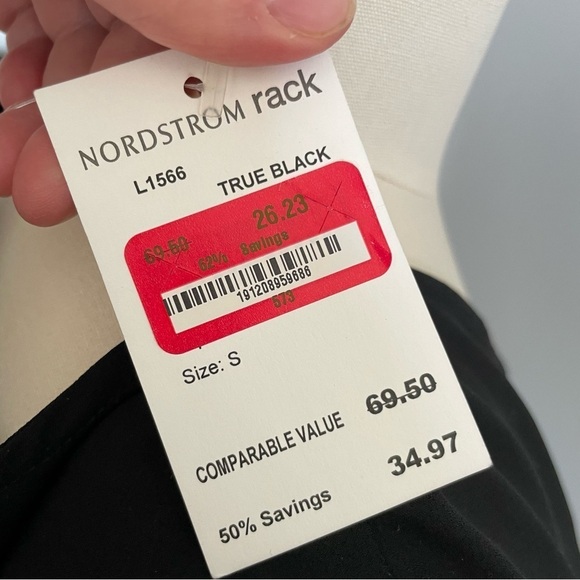 NORDSTROM rack
L1566 TRUE BLACK
69.50 26.23
62% Savings
191208959686
673
Size: S
COMPARABLE VALUE 69.50
50% Savings 34.97